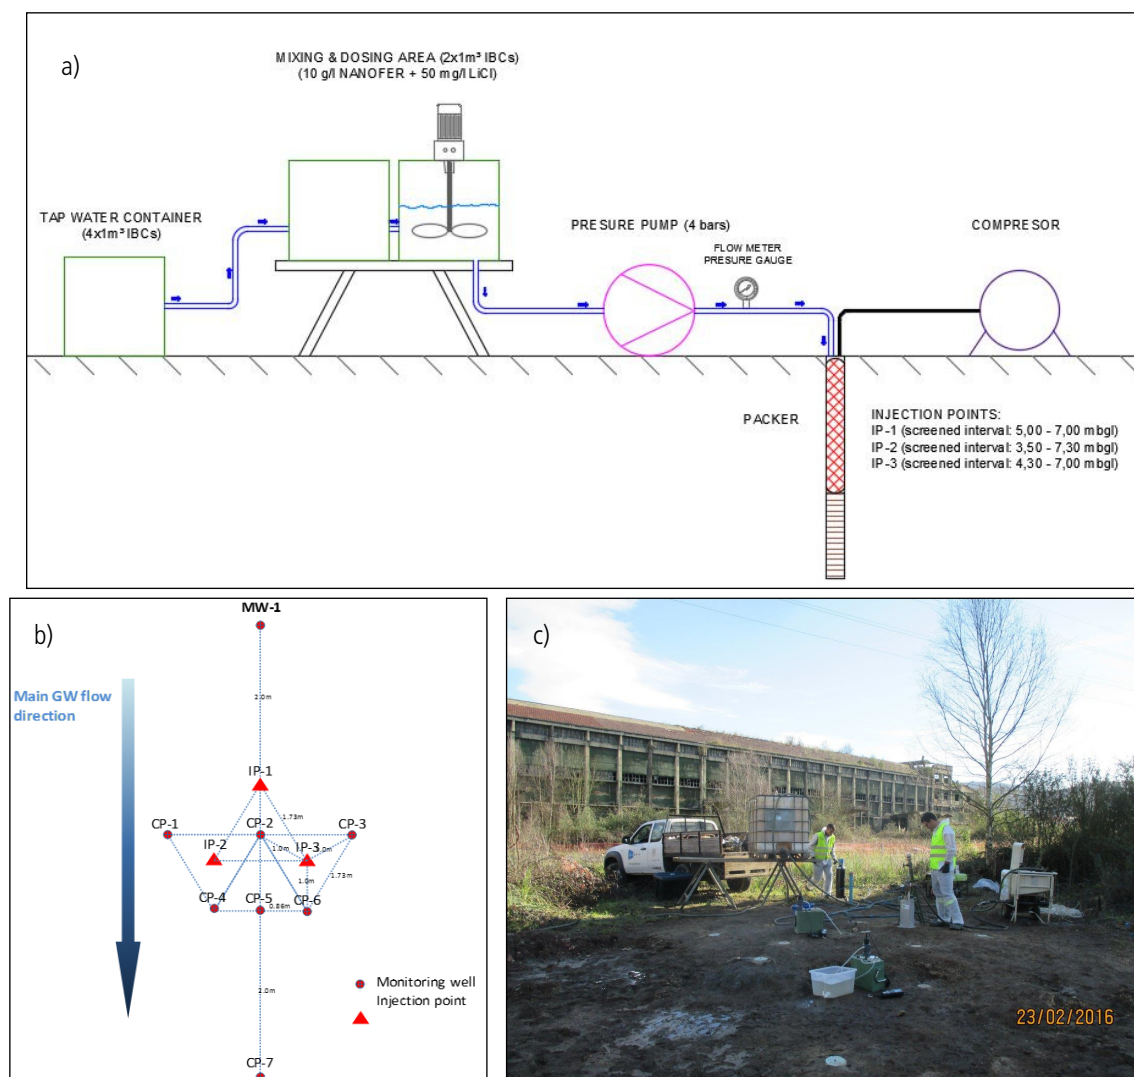 a)
MIXING & DOSING AREA (2x1m³ IBCs)
(10 g/l NANOFER + 50 mg/l LiCl)
TAP WATER CONTAINER
(4x1m³ IBCs)
PRESURE PUMP (4 bars)
FLOW METER
PRESURE GAUGE
COMPRESOR
PACKER
INJECTION POINTS:
IP-1 (screened interval: 5,00 - 7,00 mbgl)
IP-2 (screened interval: 3,50 - 7,30 mbgl)
IP-3 (screened interval: 4,30 - 7,00 mbgl)
b)
MW-1
Main GW flow
direction
2.0m
IP-1
1.73m
CP-1
CP-2
CP-3
IP-2
1.0m
IP-3
.0m
1.73m
1.0m
CP-4
CP-5
CP-6
0.86m
2.0m
Monitoring well
Injection point
CP-7
c)
23/02/2016